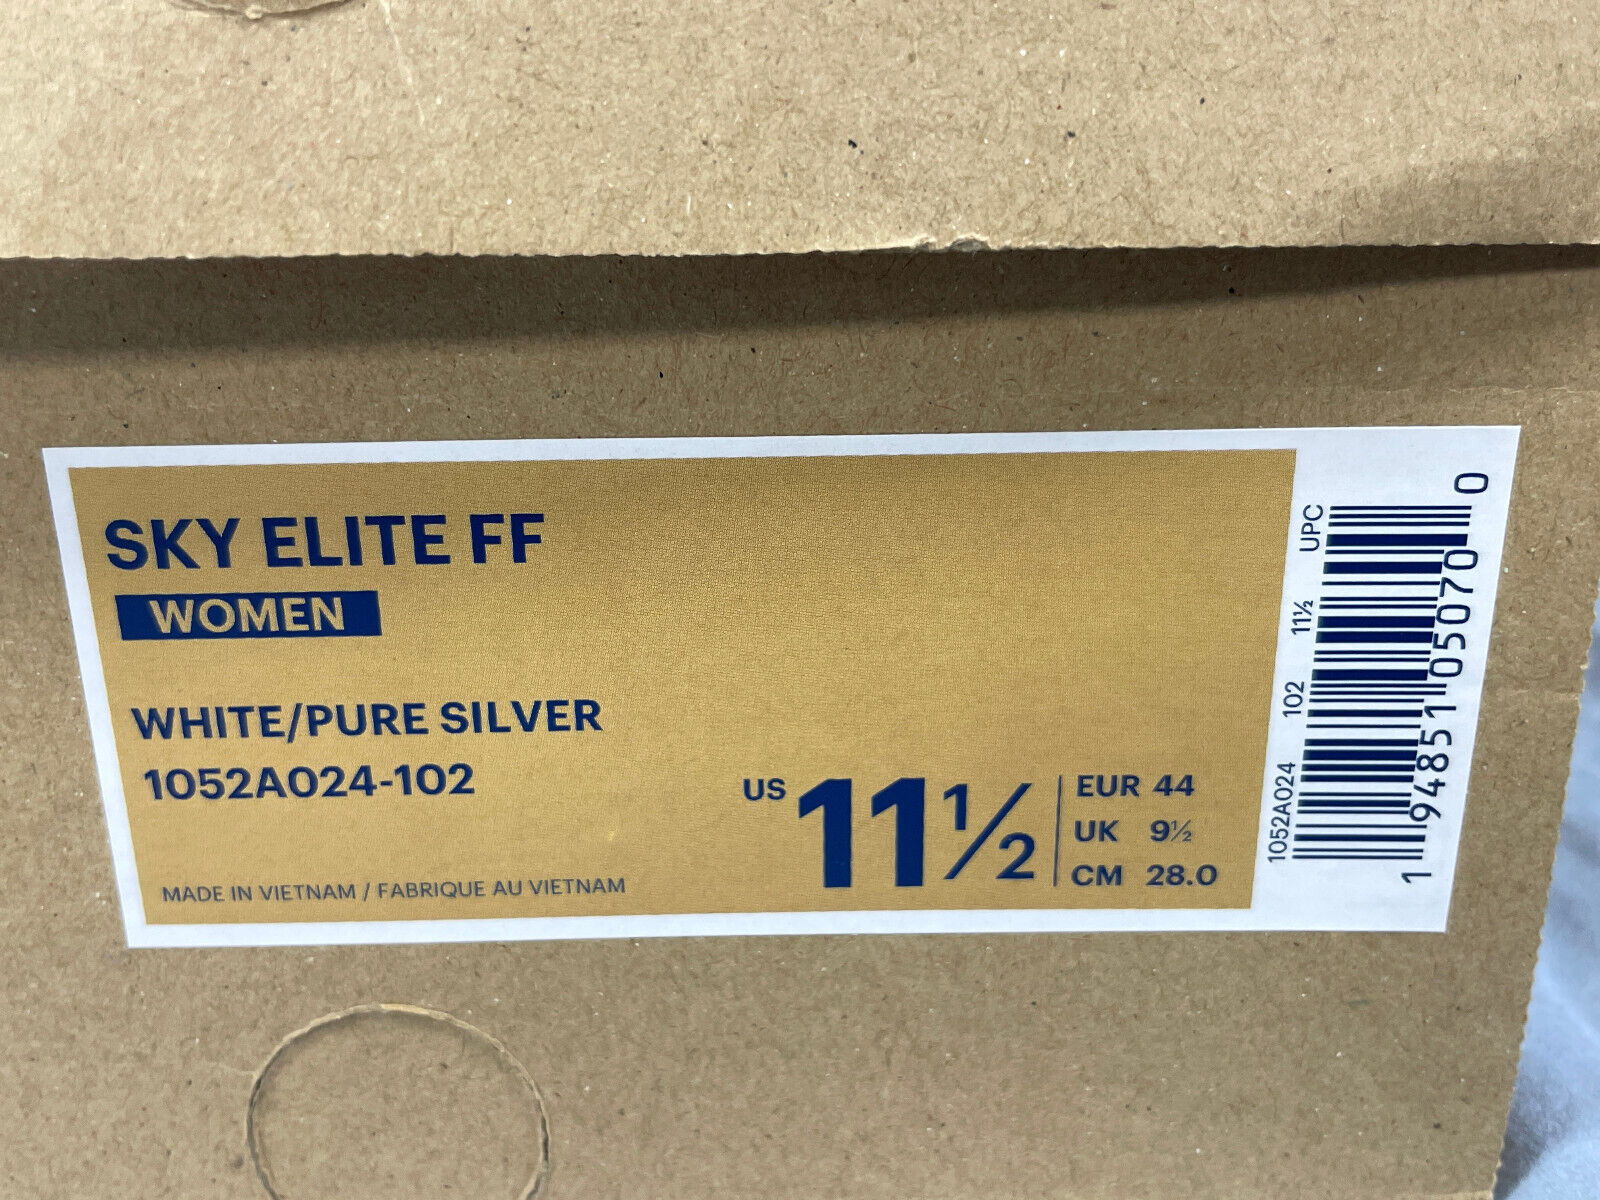 SKY ELITE FF
WOMEN
WHITE/PURE SILVER
1052A024-102
MADE IN VIETNAM / FABRIQUE AU VIETNAM
US 11½
EUR 44
UK 9½
CM 28.0
1052A024 102 11½ UPC
1 94851 05070 0